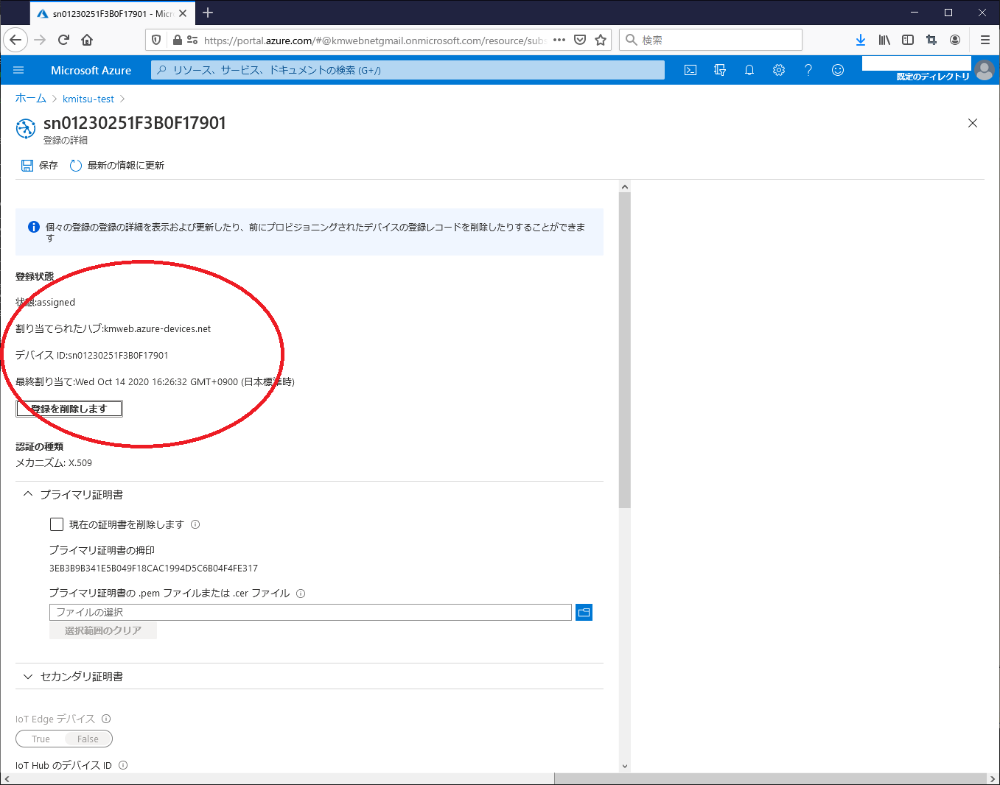 sn01230251F3B0F17901 - Micr
https://portal.azure.com/#@kmwebnetgmail.onmicrosoft.com/resource/subs
検索
Microsoft Azure
リソース、サービス、ドキュメントの検索 (G+/)
既定のディレクトリ
ホーム > kmitsu-test >
sn01230251F3B0F17901
登録の詳細
保存 最新の情報に更新
個々の登録の登録の詳細を表示および更新したり、前にプロビジョニングされたデバイスの登録レコードを削除したりすることができま
す
登録状態
状態:assigned
割り当てられたハブ:kmweb.azure-devices.net
デバイス ID:sn01230251F3B0F17901
最終割り当て:Wed Oct 14 2020 16:26:32 GMT+0900 (日本標準時)
登録を削除します
認証の種類
メカニズム: X.509
プライマリ証明書
現在の証明書を削除します
プライマリ証明書の拇印
3EB3B9B341E5B049F18CAC1994D5C6B04F4FE317
プライマリ証明書の .pem ファイルまたは .cer ファイル
ファイルの選択
選択範囲のクリア
セカンダリ証明書
IoT Edge デバイス
True False
IoT Hub のデバイス ID